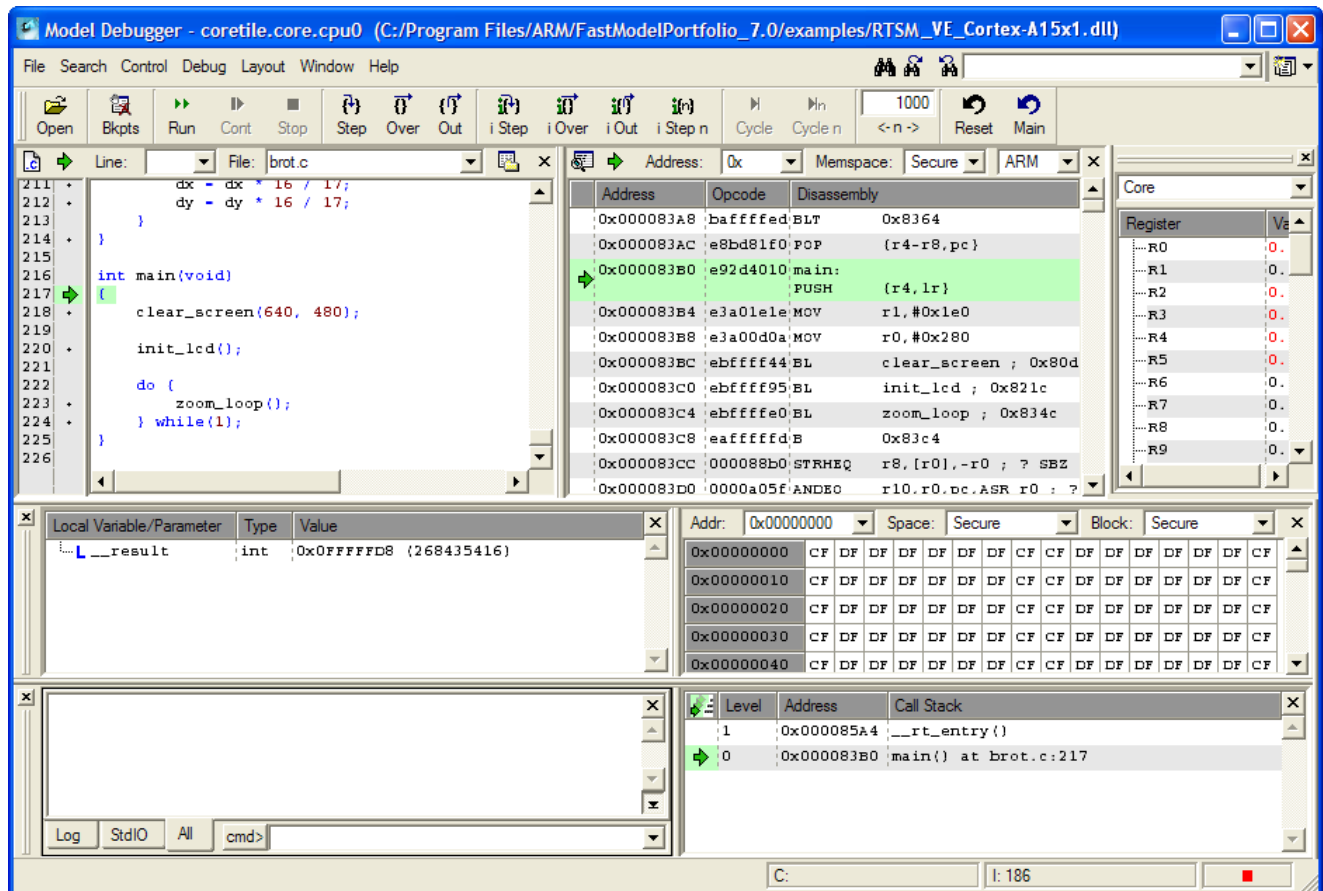 Model Debugger - coretile.core.cpu0 (C:/Program Files/ARM/FastModelPortfolio_7.0/examples/RTSM_VE_Cortex-A15x1.dll)
File Search Control Debug Layout Window Help
1000
Open Bkpts Run Cont Stop Step Over Out i Step i Over i Out i Step n Cycle Cycle n <- n -> Reset Main
Line: File: brot.c
211 dx = dx * 16 / 17;
212 dy = dy * 16 / 17;
213 }
214 }
215
216 int main(void)
217 {
218 clear_screen(640, 480);
219
220 init_lcd();
221
222 do {
223 zoom_loop();
224 } while(1);
225 }
226
Address: 0x Memspace: Secure ARM
Address Opcode Disassembly
0x000083A8 baffffed BLT 0x8364
0x000083AC e8bd81f0 POP {r4-r8,pc}
0x000083B0 e92d4010 main:
PUSH {r4,lr}
0x000083B4 e3a01e1e MOV r1,#0x1e0
0x000083B8 e3a00d0a MOV r0,#0x280
0x000083BC ebffff44 BL clear_screen ; 0x80d
0x000083C0 ebffff95 BL init_lcd ; 0x821c
0x000083C4 ebffffe0 BL zoom_loop ; 0x834c
0x000083C8 eafffffd B 0x83c4
0x000083CC 000088b0 STRHEQ r8,[r0],-r0 ; ? SBZ
0x000083D0 0000a05f ANDEQ r10,r0,pc,ASR r0 ; ?
Core
Register Va
R0 0.
R1 0.
R2 0.
R3 0.
R4 0.
R5 0.
R6 0.
R7 0.
R8 0.
R9 0.
Local Variable/Parameter Type Value
L __result int 0x0FFFFFD8 (268435416)
Addr: 0x00000000 Space: Secure Block: Secure
0x00000000 CF DF DF DF DF DF DF CF CF DF DF DF DF DF DF CF
0x00000010 CF DF DF DF DF DF DF CF CF DF DF DF DF DF DF CF
0x00000020 CF DF DF DF DF DF DF CF CF DF DF DF DF DF DF CF
0x00000030 CF DF DF DF DF DF DF CF CF DF DF DF DF DF DF CF
0x00000040 CF DF DF DF DF DF DF CF CF DF DF DF DF DF DF CF
Log StdIO All cmd>
Level Address Call Stack
1 0x000085A4 __rt_entry()
0 0x000083B0 main() at brot.c:217
C: I: 186